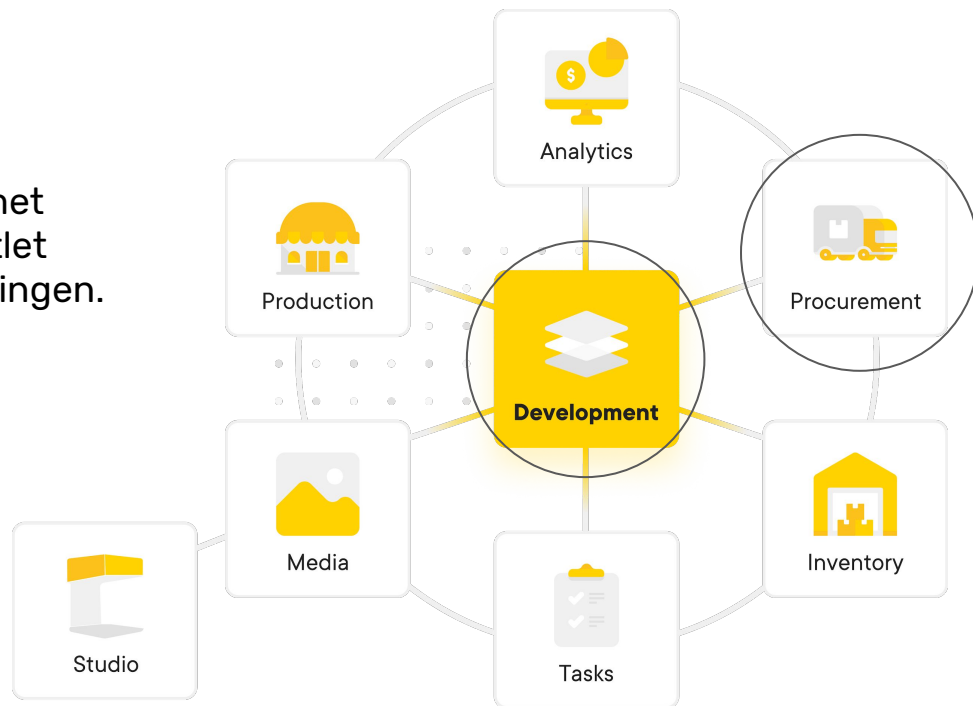 Analytics
net
Production
Procurement
ingen.
Development
Media
Inventory
Studio
Tasks
$